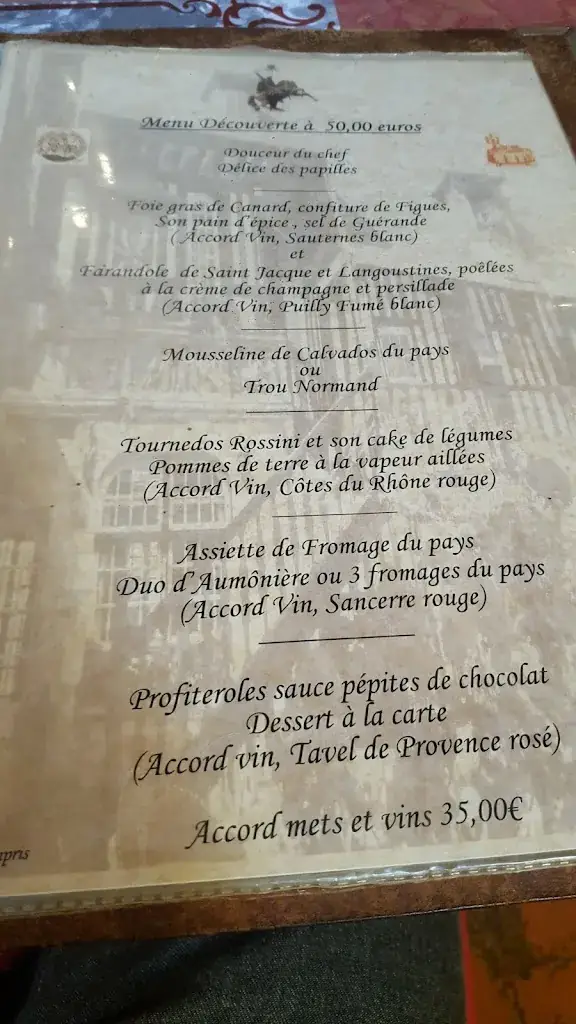 Menu Découverte à 50,00 euros
Douceur du chef
Délice des papilles
Foie gras de Canard, confiture de Figues,
Son pain d'épice, sel de Guérande
(Accord Vin, Sauternes blanc)
et
Farandole de Saint Jacque et Langoustines, poêlées
à la crème de champagne et persillade
(Accord Vin, Puilly Fumé blanc)
Mousseline de Calvados du pays
ou
Trou Normand
Tournedos Rossini et son cake de légumes
Pommes de terre à la vapeur aillées
(Accord Vin, Côtes du Rhône rouge)
Assiette de Fromage du pays
Duo d'Aumônière ou 3 fromages du pays
(Accord Vin, Sancerre rouge)
Profiteroles sauce pépites de chocolat
Dessert à la carte
(Accord vin, Tavel de Provence rosé)
Accord mets et vins 35,00€